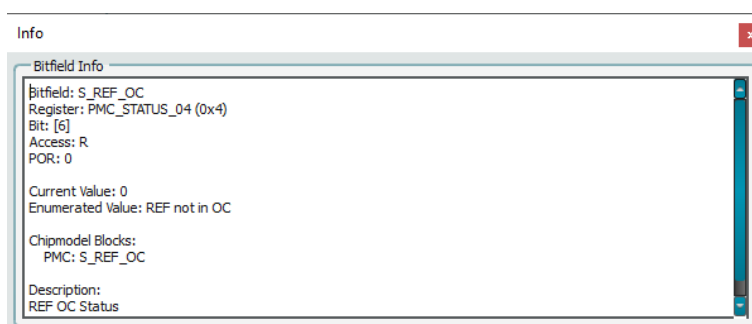 Info
Bitfield Info
Bitfield: S_REF_OC
Register: PMC_STATUS_04 (0x4)
Bit: [6]
Access: R
POR: 0
Current Value: 0
Enumerated Value: REF not in OC
Chipmodel Blocks:
PMC: S_REF_OC
Description:
REF OC Status